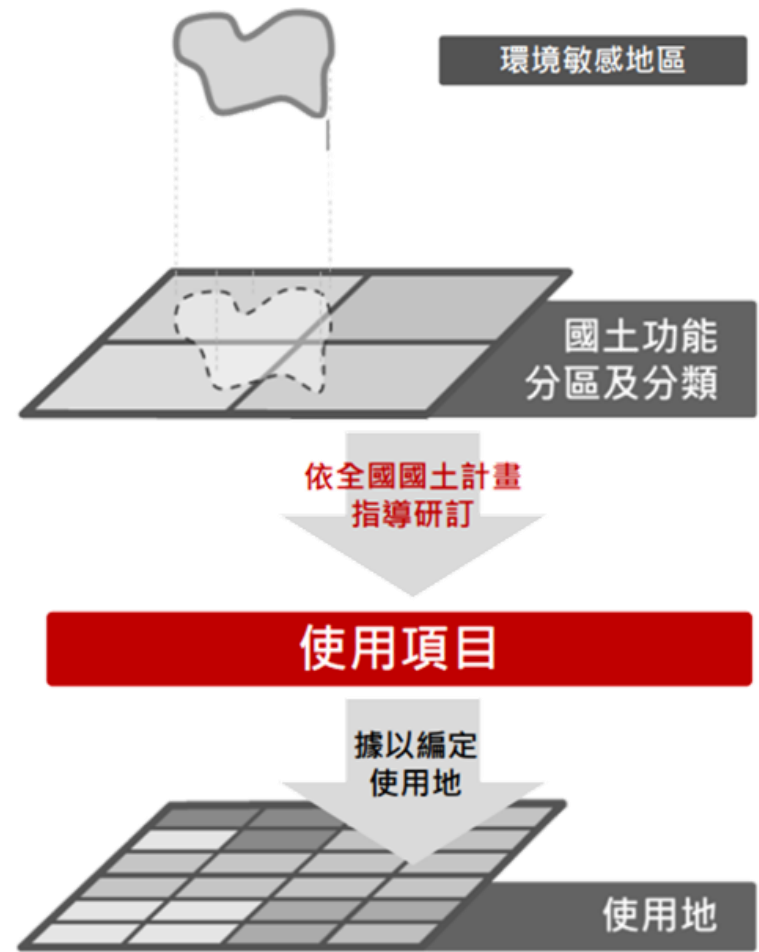 環境敏感地區
國土功能
分區及分類
依全國國土計畫
指導研訂
使用項目
據以編定
使用地
使用地